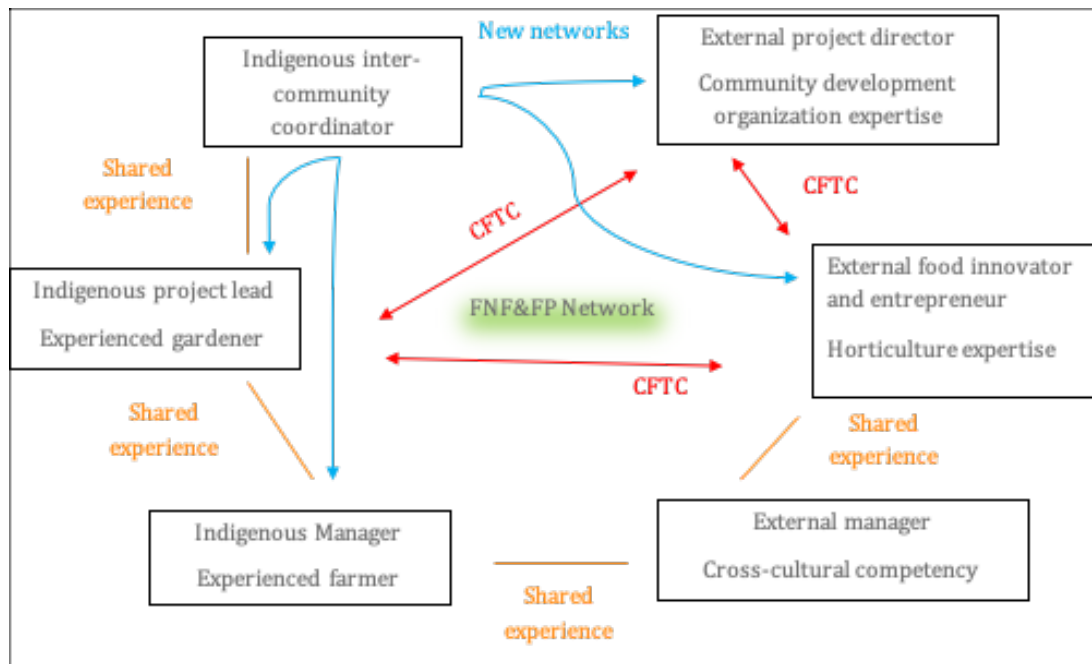 New networks
Indigenous inter-
community
coordinator
External project director
Community development
organization expertise
Shared
experience
CFTC
CFTC
Indigenous project lead
Experienced gardener
FNF&FP Network
External food innovator
and entrepreneur
Horticulture expertise
CFTC
Shared
experience
Shared
experience
Indigenous Manager
Experienced farmer
External manager
Cross-cultural competency
Shared
experience